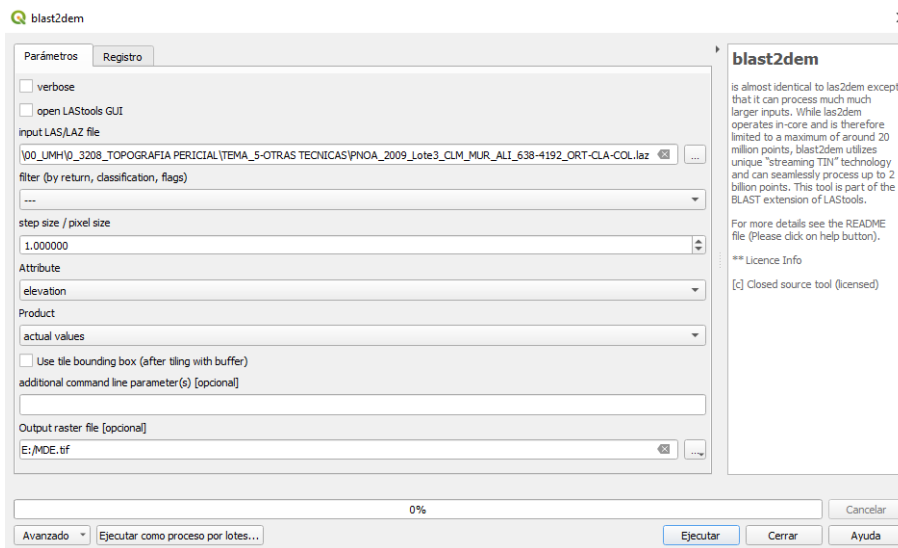 blast2dem
Parámetros Registro
verbose
open LAStools GUI
input LAS/LAZ file
\00_UMH\0_3208_TOPOGRAFIA PERICIAL\TEMA_5-OTRAS TECNICAS\PNOA_2009_Lote3_CLM_MUR_ALI_638-4192_ORT-CLA-COL.laz ...
filter (by return, classification, flags)
---
step size / pixel size
1.000000
Attribute
elevation
Product
actual values
Use tile bounding box (after tiling with buffer)
additional command line parameter(s) [opcional]
Output raster file [opcional]
E:/MDE.tif ...
blast2dem
is almost identical to las2dem except
that it can process much much
larger inputs. While las2dem
operates in-core and is therefore
limited to a maximum of around 20
million points, blast2dem utilizes
unique "streaming TIN" technology
and can seamlessly process up to 2
billion points. This tool is part of the
BLAST extension of LAStools.
For more details see the README
file (Please click on help button).
** Licence Info
[c] Closed source tool (licensed)
0% Cancelar
Avanzado Ejecutar como proceso por lotes... Ejecutar Cerrar Ayuda